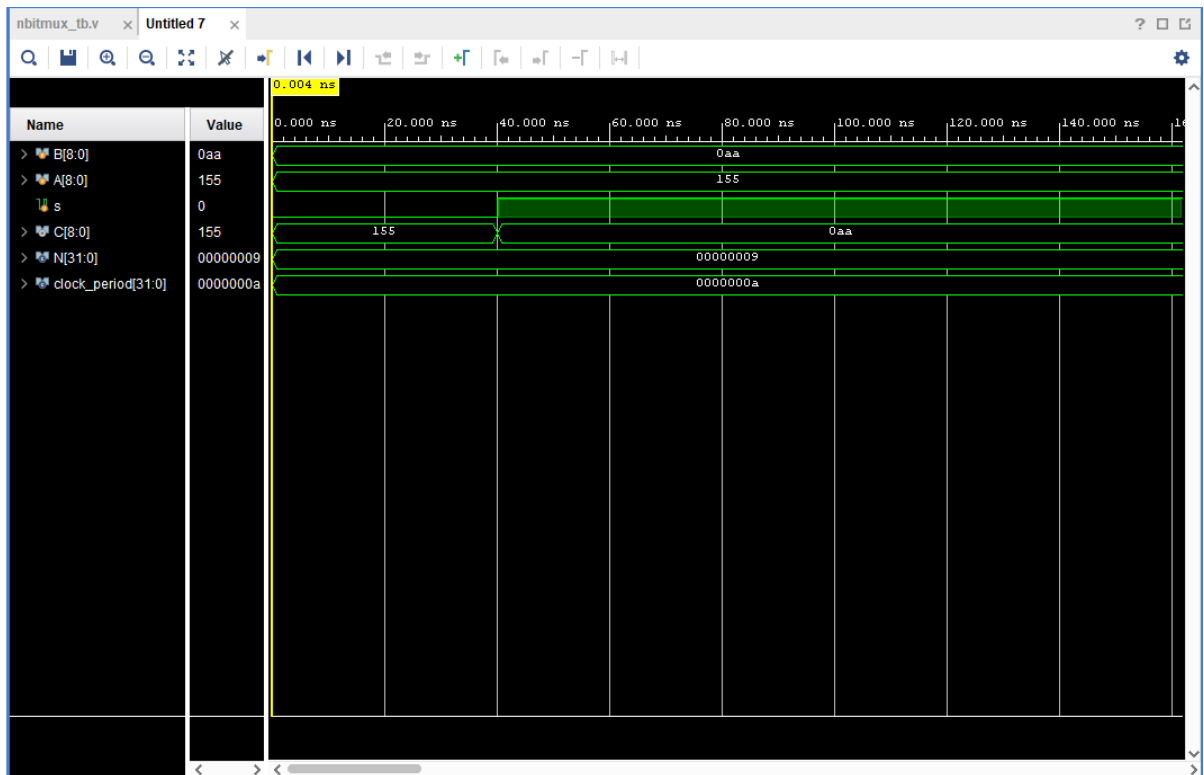 nbitmux_tb.v × Untitled 7 ×
?
0.004 ns
Name Value 0.000 ns 20.000 ns 40.000 ns 60.000 ns 80.000 ns 100.000 ns 120.000 ns 140.000 ns
B[8:0] 0aa 0aa
A[8:0] 155 155
s 0
C[8:0] 155 155 0aa
N[31:0] 00000009 00000009
clock_period[31:0] 0000000a 0000000a